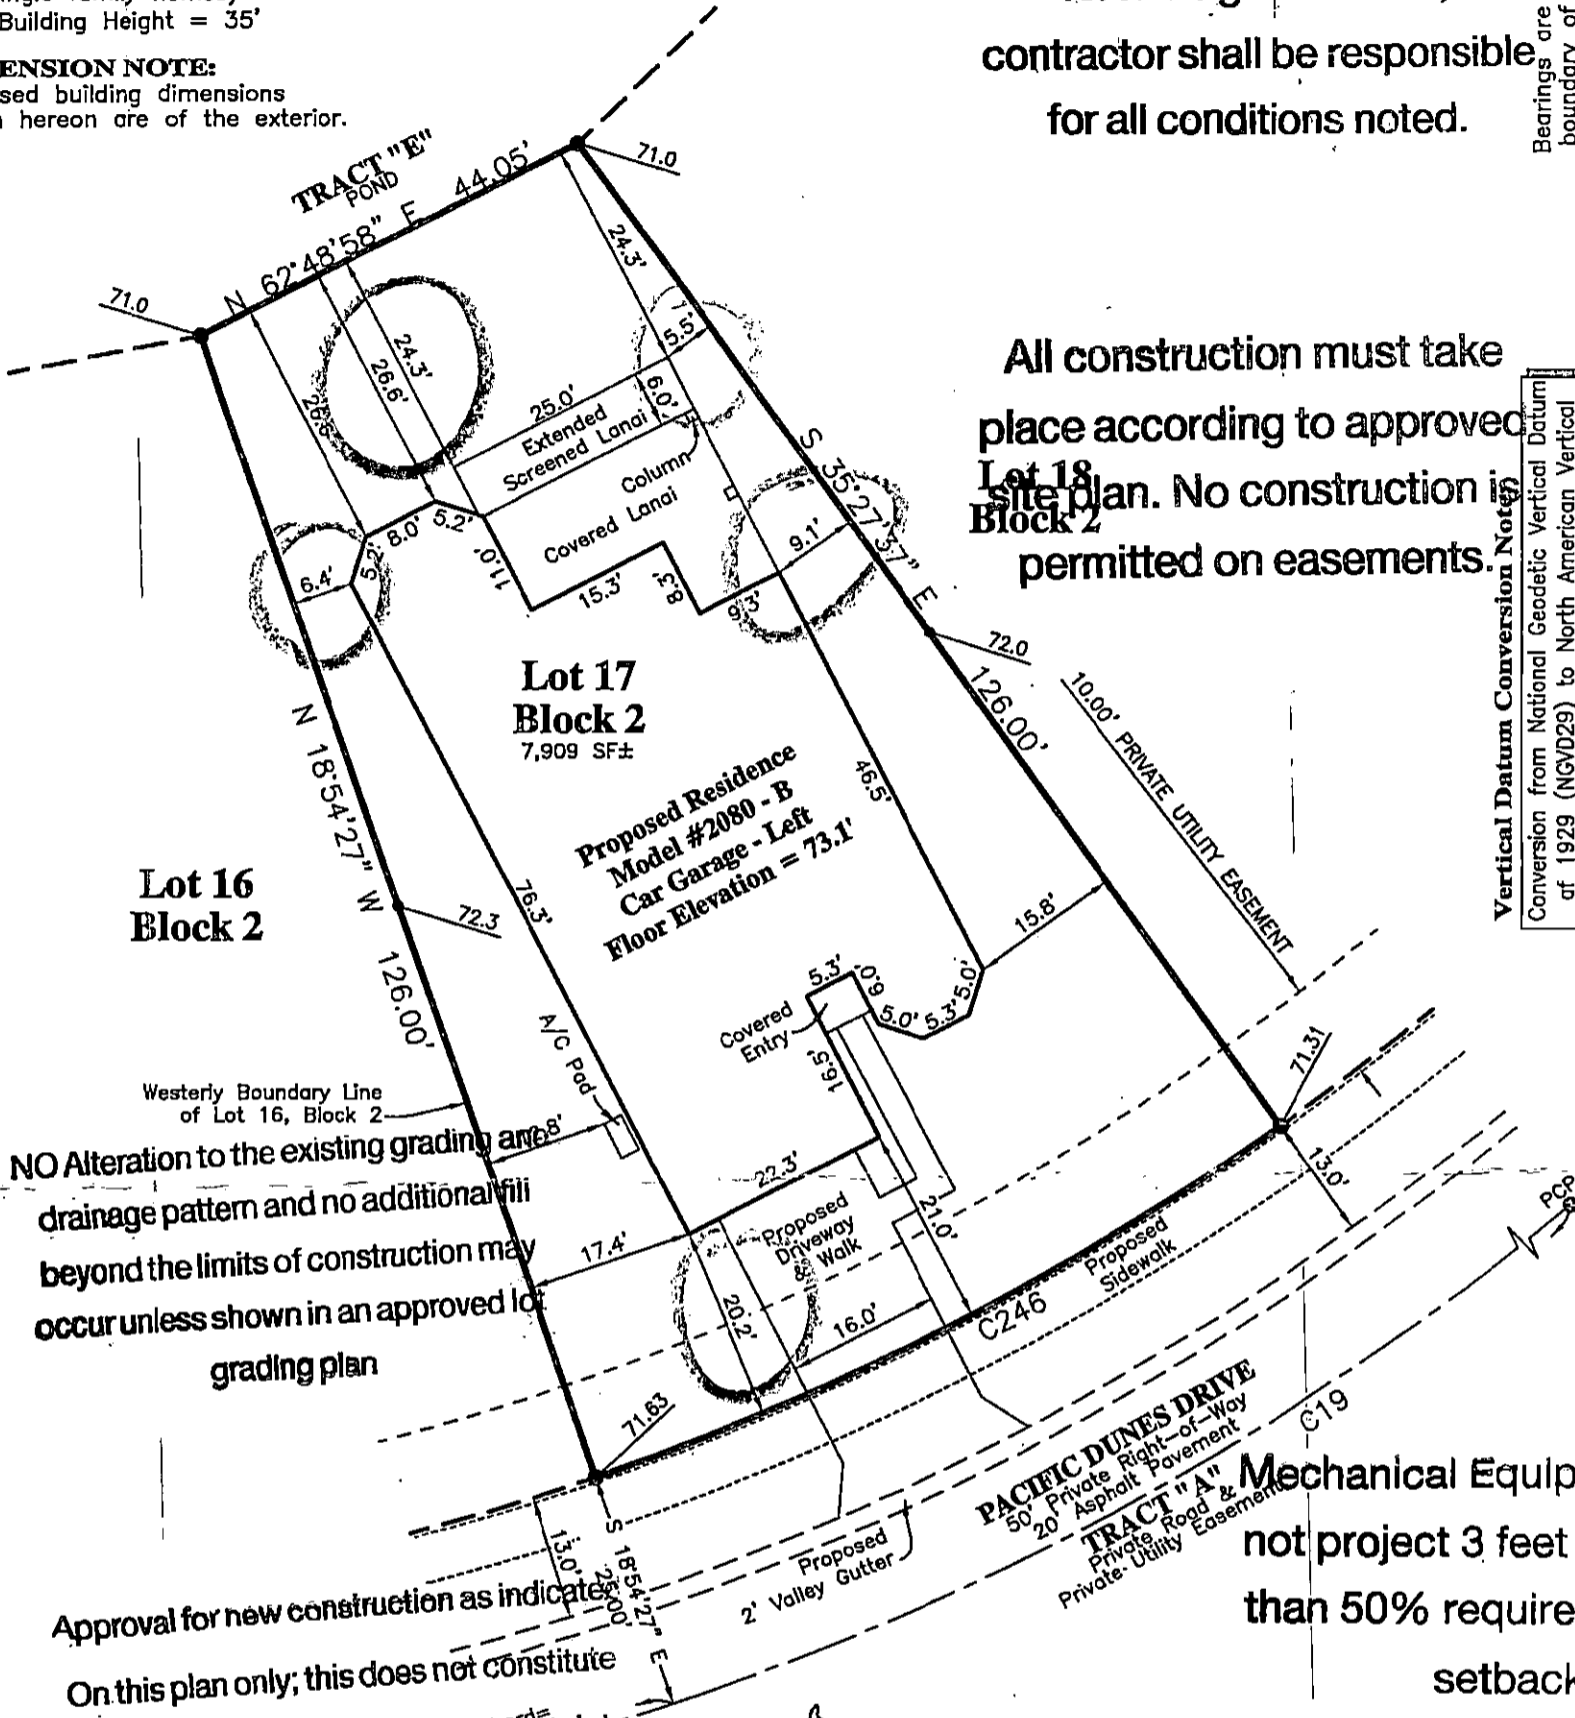 Building Height = 35'
ENSION NOTE:
sed building dimensions
hereon are of the exterior.
contractor shall be responsible
for all conditions noted.
Bearings are
boundary of
TRACT "E"
POND
N 62°48'58" E 44.05'
71.0
71.0
24.3'
24.3'
26.6'
5.5'
25.0'
6.0'
Extended
Screened Lanai
Column
Covered Lanai
8.0'
5.2'
5.2'
6.4'
11.0'
15.3'
8.3'
9.3'
9.1'
S 35°27'37" E
126.00'
72.0
All construction must take
place according to approved
site plan. No construction is
permitted on easements.
Lot 18
Block 2
Vertical Datum Conversion Note:
Conversion from National Geodetic Vertical Datum
of 1929 (NGVD29) to North American Vertical
Lot 17
Block 2
7,909 SF±
10.00' PRIVATE UTILITY EASEMENT
N 18°54'27" W
126.00'
72.3
76.3'
46.5'
Proposed Residence
Model #2080 - B
Car Garage - Left
Floor Elevation = 73.1'
Lot 16
Block 2
15.8'
5.3'
6.0'
5.0'
5.3'
5.0'
Covered
Entry
16.5'
A/C Pad
Westerly Boundary Line
of Lot 16, Block 2
71.31
13.0'
PCP
NO Alteration to the existing grading and
drainage pattern and no additional fill
beyond the limits of construction may
occur unless shown in an approved lot
grading plan
22.3'
17.4'
Proposed
Driveway
& Walk
21.0'
20.2'
16.0'
Proposed
Sidewalk
C246
71.63
PACIFIC DUNES DRIVE
50' Private Right-of-Way
20' Asphalt Pavement
TRACT "A"
Private Road &
Private Utility Easement
C19
Mechanical Equip
not project 3 feet
than 50% require
setback
13.0'
S 18°54'27" E
25.00'
Proposed
2' Valley Gutter
Approval for new construction as indicated
On this plan only; this does not constitute